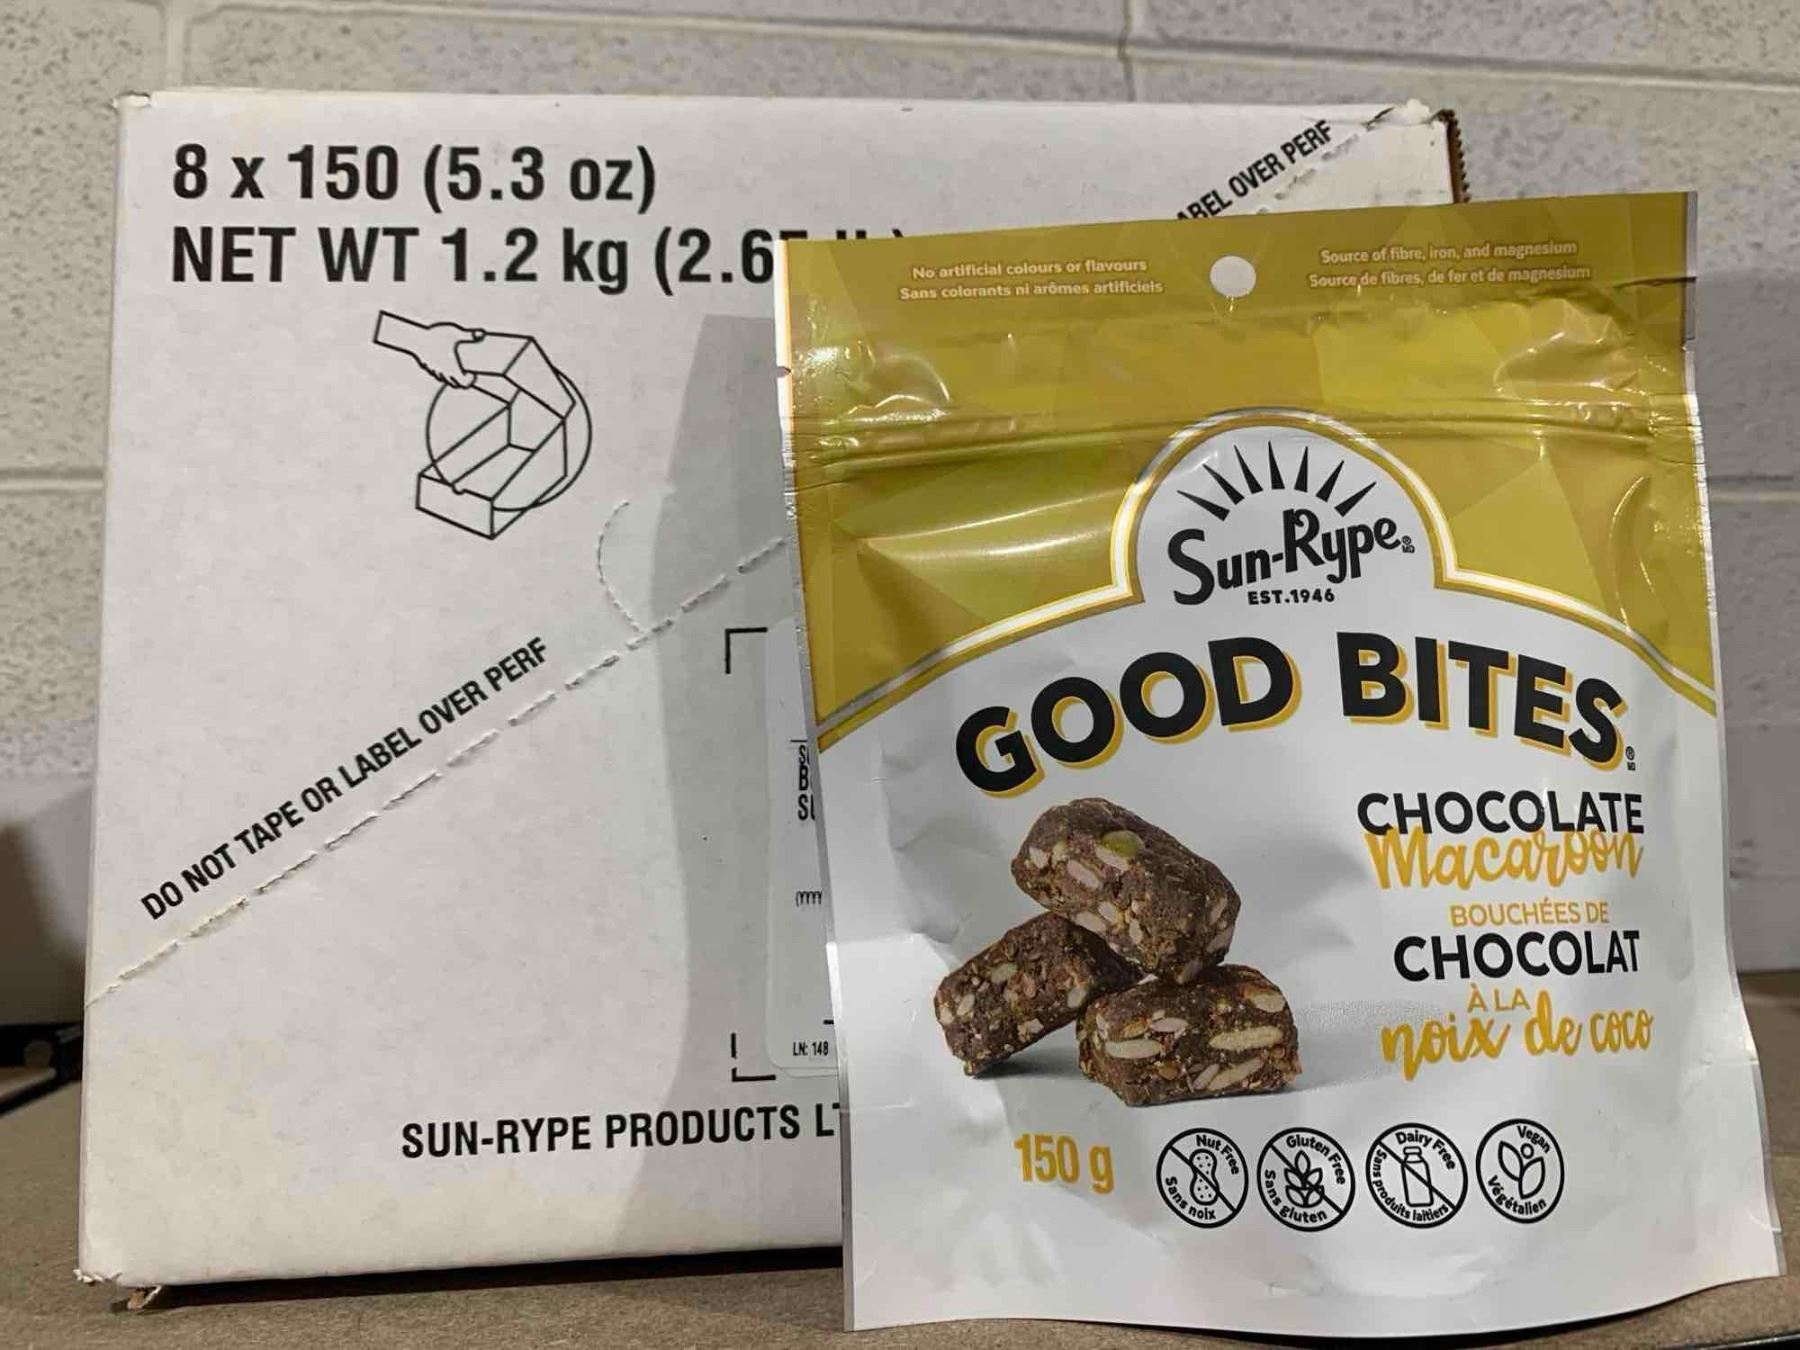 8 x 150 (5.3 oz)
NET WT 1.2 kg (2.6
DO NOT TAPE OR LABEL OVER PERF
ABEL OVER PERF
LN: 148
SUN-RYPE PRODUCTS
No artificial colours or flavours
Sans colorants ni arômes artificiels
Source of fibre, iron, and magnesium
Source de fibres, de fer et de magnesium
Sun-Rype
EST.1946
GOOD BITES
CHOCOLATE
Macaroon
BOUCHÉES DE
CHOCOLAT
À LA
noix de coco
150 g
Nut Free
Sans noix
Gluten Free
Sans gluten
Dairy Free
Sans produits laitiers
Vegan
Végétalien